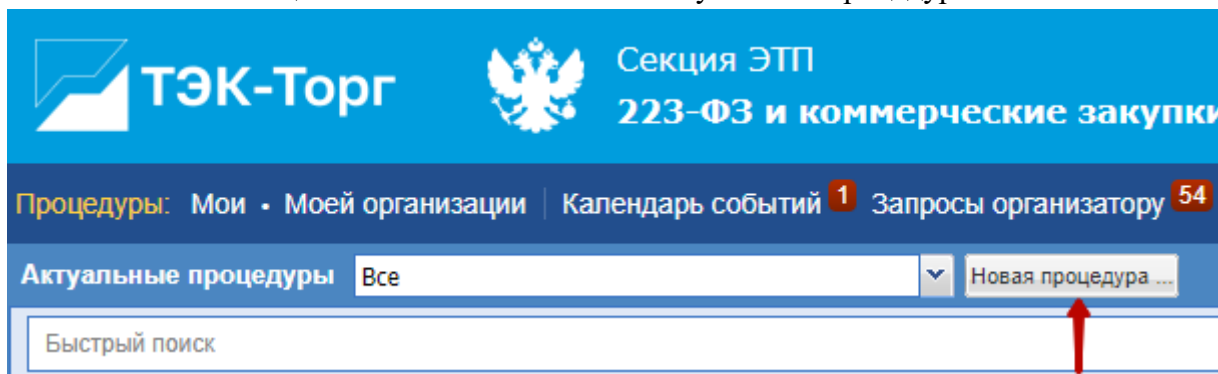 ТЭК-Торг
Секция ЭТП
223-ФЗ и коммерческие закупки
Процедуры: Мои • Моей организации | Календарь событий 1 Запросы организатору 54
Актуальные процедуры Все Новая процедура ...
Быстрый поиск